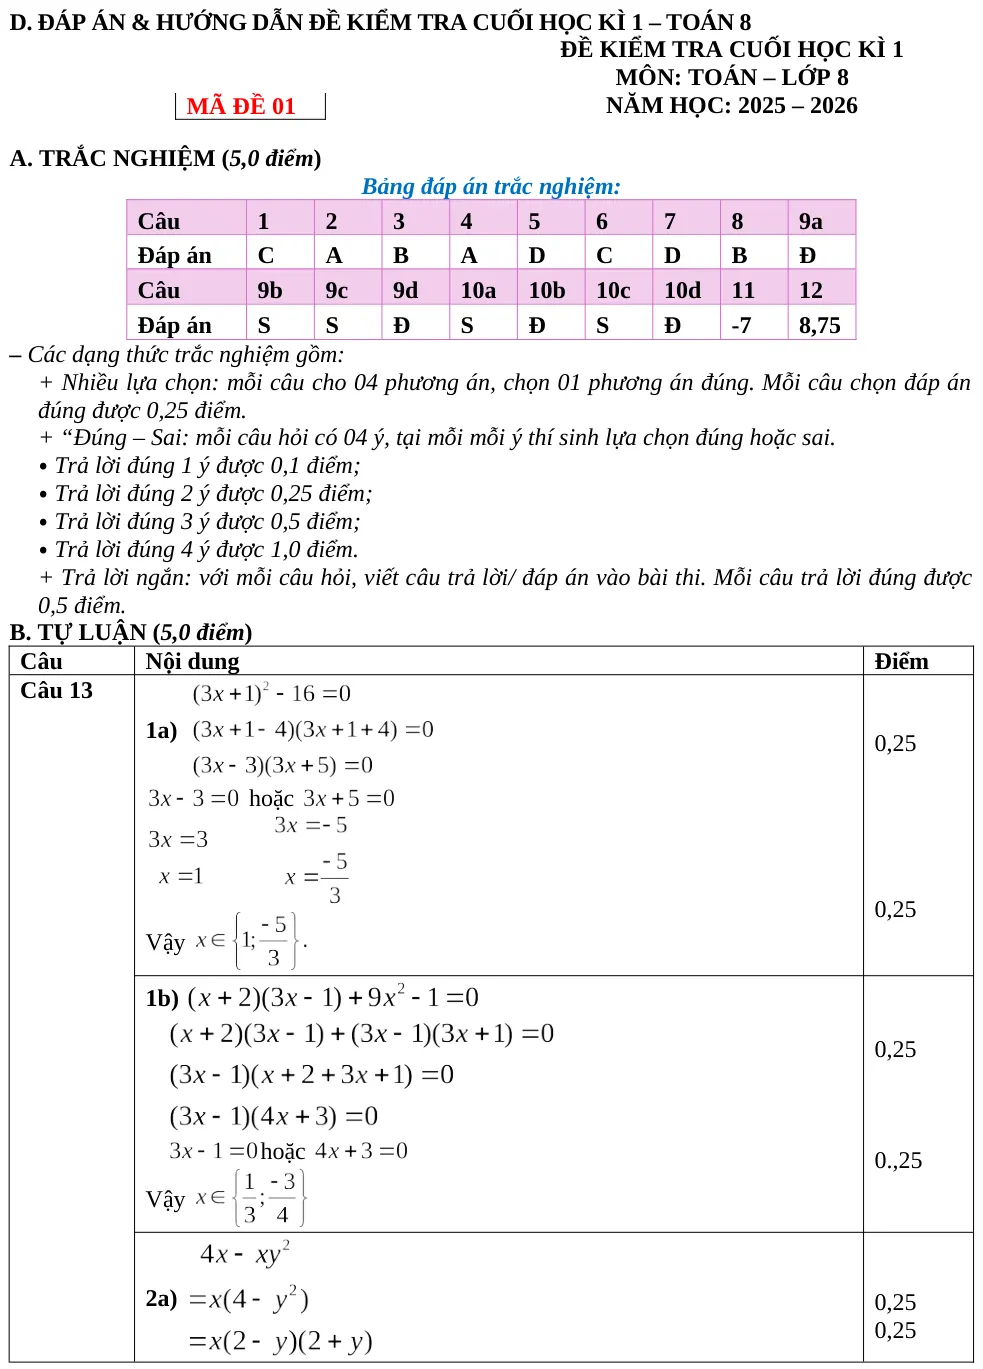 D. ĐÁP ÁN & HƯỚNG DẪN ĐỀ KIỂM TRA CUỐI HỌC KÌ 1 – TOÁN 8
ĐỀ KIỂM TRA CUỐI HỌC KÌ 1
MÔN: TOÁN – LỚP 8
MÃ ĐỀ 01
NĂM HỌC: 2025 – 2026
A. TRẮC NGHIỆM (5,0 điểm)
Bảng đáp án trắc nghiệm:
Câu 1 2 3 4 5 6 7 8 9a
Đáp án C A B A D C D B Đ
Câu 9b 9c 9d 10a 10b 10c 10d 11 12
Đáp án S S Đ S Đ S Đ -7 8,75
– Các dạng thức trắc nghiệm gồm:
+ Nhiều lựa chọn: mỗi câu cho 04 phương án, chọn 01 phương án đúng. Mỗi câu chọn đáp án
đúng được 0,25 điểm.
+ “Đúng – Sai: mỗi câu hỏi có 04 ý, tại mỗi mỗi ý thí sinh lựa chọn đúng hoặc sai.
• Trả lời đúng 1 ý được 0,1 điểm;
• Trả lời đúng 2 ý được 0,25 điểm;
• Trả lời đúng 3 ý được 0,5 điểm;
• Trả lời đúng 4 ý được 1,0 điểm.
+ Trả lời ngắn: với mỗi câu hỏi, viết câu trả lời/ đáp án vào bài thi. Mỗi câu trả lời đúng được
0,5 điểm.
B. TỰ LUẬN (5,0 điểm)
Câu Nội dung Điểm
Câu 13
(3x+1)² - 16 =0
1a) (3x+1- 4)(3x+1+4) =0
0,25
(3x- 3)(3x+5) =0
3x- 3 =0 hoặc 3x+5 =0
3x =3 3x =- 5
x =1 x = - 5/3
0,25
Vậy x∈ {1; - 5/3}.
1b) (x+2)(3x- 1)+9x² - 1 =0
(x+2)(3x- 1) +(3x- 1)(3x+1) =0
0,25
(3x- 1)(x+2+3x+1) =0
(3x- 1)(4x+3) =0
3x- 1 =0 hoặc 4x+3 =0
0.,25
Vậy x∈ {1/3; - 3/4}
4x- xy²
2a) =x(4- y²)
0,25
=x(2- y)(2+y)
0,25